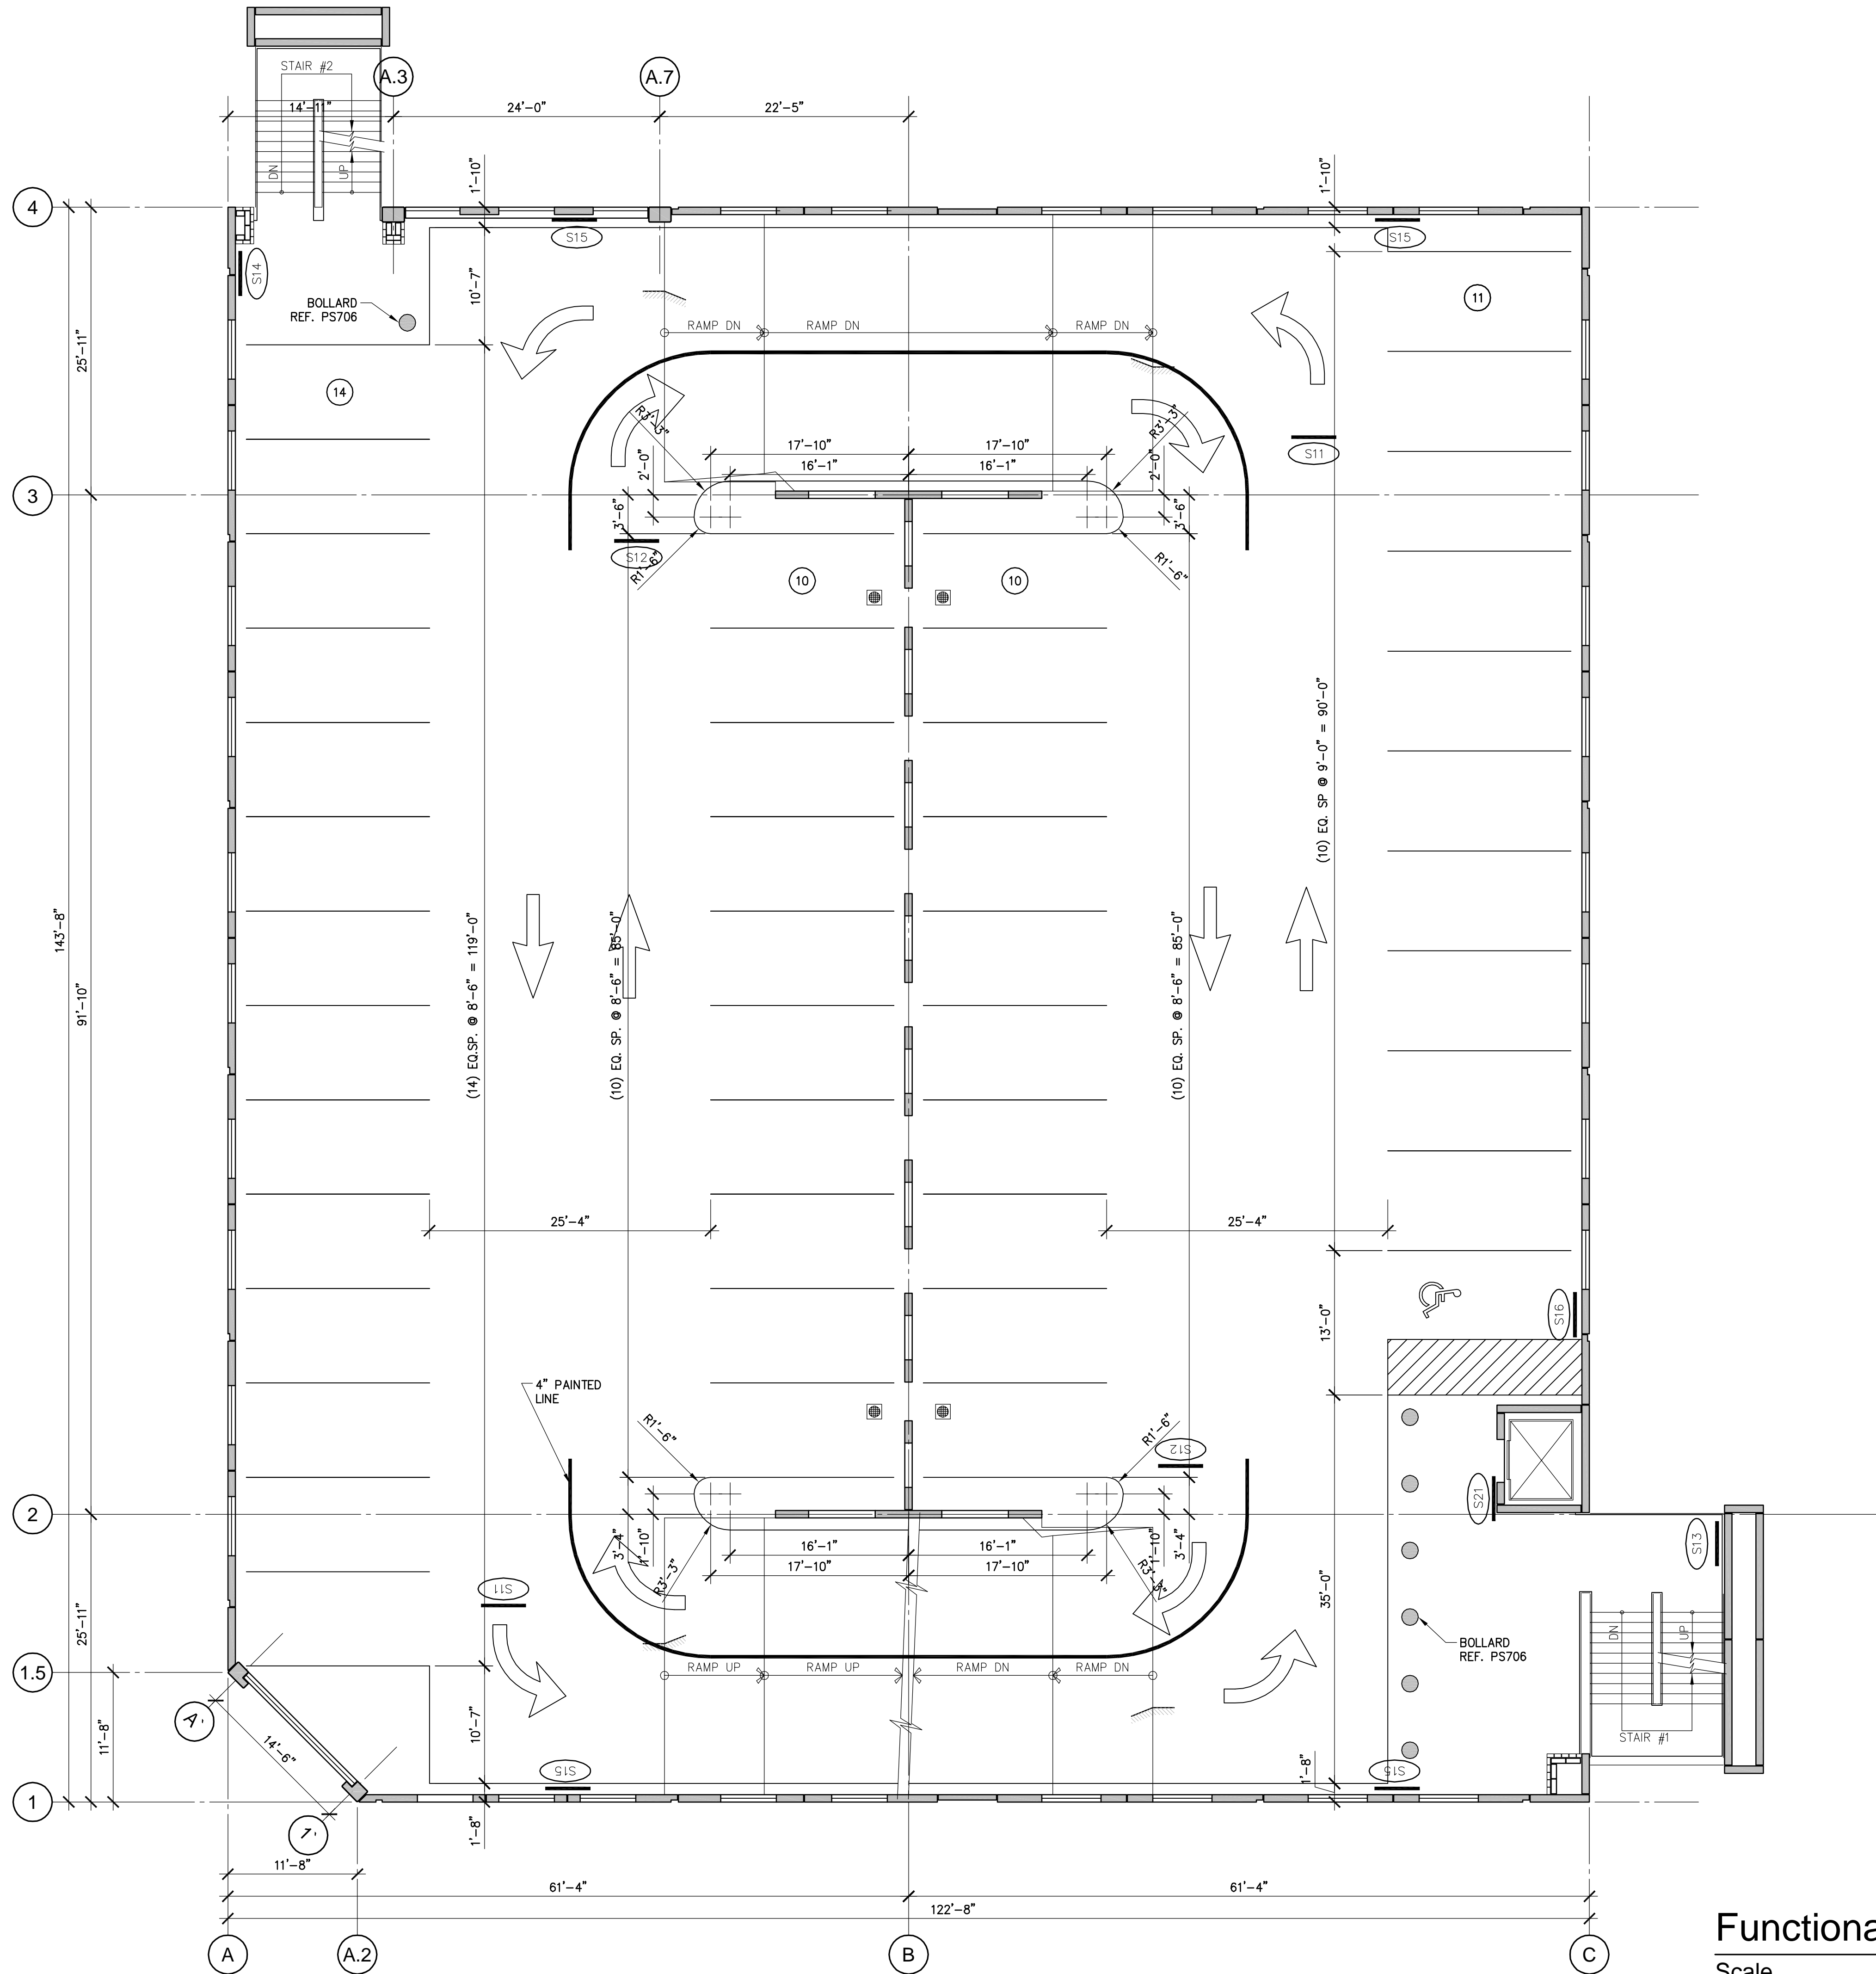 STAIR #2
A.3
A.7
14'-11"
24'-0"
22'-5"
DN
UP
1'-10"
1'-10"
4
S15
S15
S14
10'-7"
BOLLARD
REF. PS706
11
RAMP DN
RAMP DN
RAMP DN
25'-11"
14
R3'-3"
R3'-3"
17'-10"
17'-10"
S11
16'-1"
16'-1"
2'-0"
2'-0"
3
3'-6"
3'-6"
S12
R1'-6"
R1'-6"
10
10
(10) EQ. SP @ 9'-0" = 90'-0"
143'-8"
91'-10"
(14) EQ.SP. @ 8'-6" = 119'-0"
(10) EQ. SP. @ 8'-6" = 85'-0"
(10) EQ. SP. @ 8'-6" = 85'-0"
25'-4"
25'-4"
13'-0"
S16
4" PAINTED
LINE
R1'-6"
R1'-6"
S12
S21
2
S13
3'-4"
1'-10"
16'-1"
16'-1"
1'-10"
3'-4"
17'-10"
17'-10"
R3'-3"
R3'-3"
S11
35'-0"
25'-11"
DN
UP
BOLLARD
REF. PS706
1.5
RAMP UP
RAMP UP
RAMP DN
RAMP DN
A'
11'-8"
14'-6"
10'-7"
STAIR #1
S15
1'-8"
S15
1
1'
1'-8"
11'-8"
61'-4"
61'-4"
122'-8"
A
A.2
B
C
Functiona
Scale